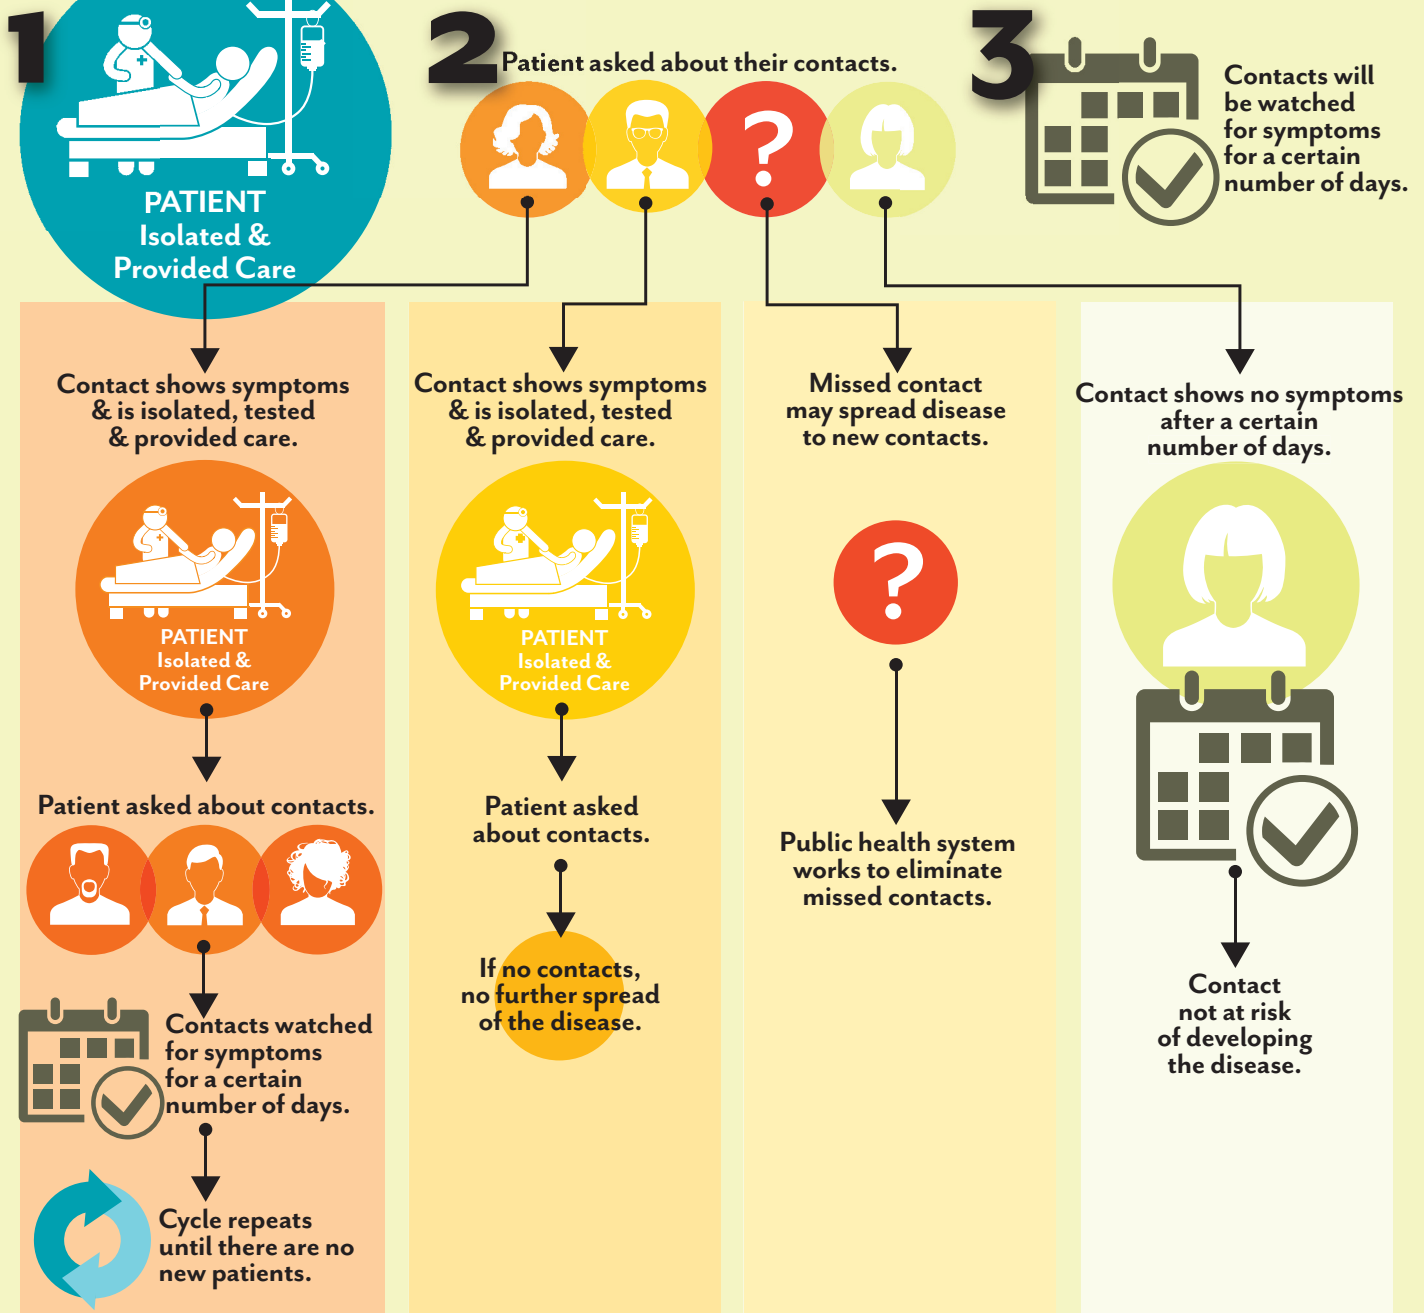 1
PATIENT
Isolated &
Provided Care
2
Patient asked about their contacts.
?
3
Contacts will
be watched
for symptoms
for a certain
number of days.
Contact shows symptoms
& is isolated, tested
& provided care.
PATIENT
Isolated &
Provided Care
Patient asked about contacts.
Contacts watched
for symptoms
for a certain
number of days.
Cycle repeats
until there are no
new patients.
Contact shows symptoms
& is isolated, tested
& provided care.
PATIENT
Isolated &
Provided Care
Patient asked
about contacts.
If no contacts,
no further spread
of the disease.
Missed contact
may spread disease
to new contacts.
?
Public health system
works to eliminate
missed contacts.
Contact shows no symptoms
after a certain
number of days.
Contact
not at risk
of developing
the disease.